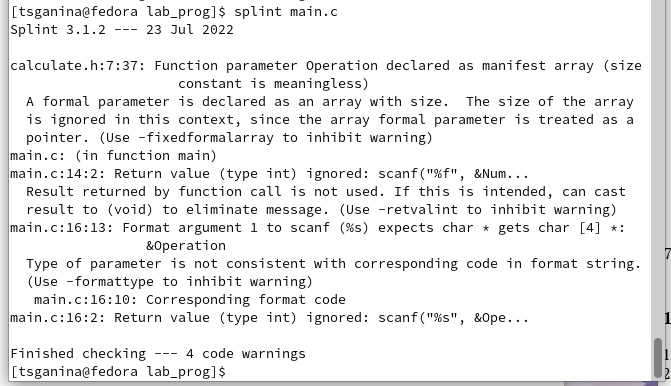 [tsganina@fedora lab_prog]$ splint main.c
Splint 3.1.2 --- 23 Jul 2022

calculate.h:7:37: Function parameter Operation declared as manifest array (size
                     constant is meaningless)
  A formal parameter is declared as an array with size.  The size of the array
  is ignored in this context, since the array formal parameter is treated as a
  pointer. (Use -fixedformalarray to inhibit warning)
main.c: (in function main)
main.c:14:2: Return value (type int) ignored: scanf("%f", &Num...
  Result returned by function call is not used. If this is intended, can cast
  result to (void) to eliminate message. (Use -retvalint to inhibit warning)
main.c:16:13: Format argument 1 to scanf (%s) expects char * gets char [4] *:
                 &Operation
  Type of parameter is not consistent with corresponding code in format string.
  (Use -formattype to inhibit warning)
   main.c:16:10: Corresponding format code
main.c:16:2: Return value (type int) ignored: scanf("%s", &Ope...

Finished checking --- 4 code warnings
[tsganina@fedora lab_prog]$
7
1
1
2